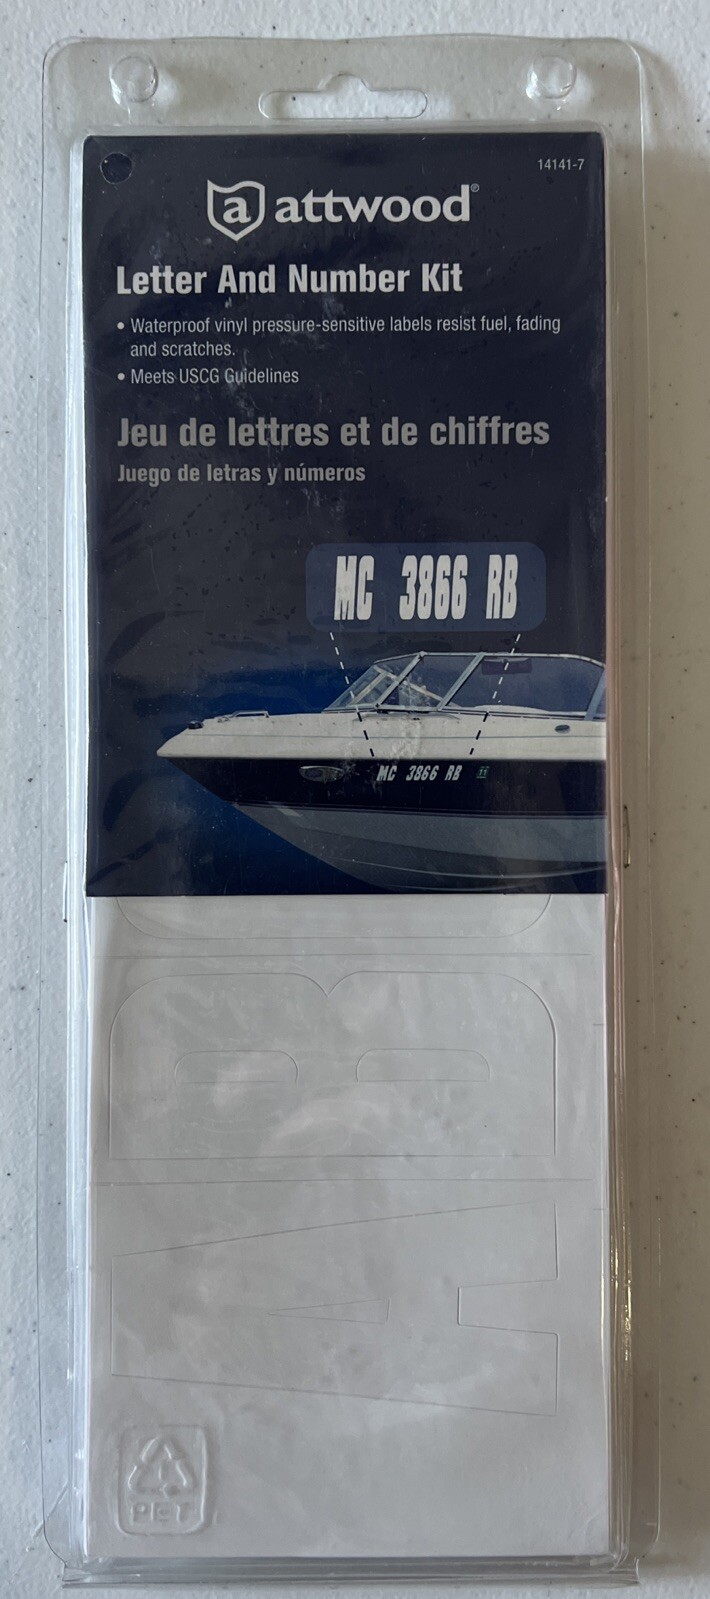 14141-7
a attwood®
Letter And Number Kit
• Waterproof vinyl pressure-sensitive labels resist fuel, fading
and scratches.
• Meets USCG Guidelines
Jeu de lettres et de chiffres
Juego de letras y números
MC 3866 RB
MC 3866 RB
B
A
PET